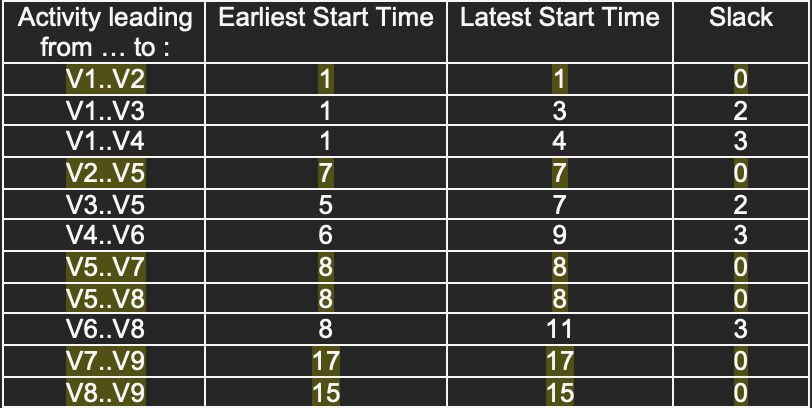 Activity leading from … to : Earliest Start Time Latest Start Time Slack
V1..V2 1 1 0
V1..V3 1 3 2
V1..V4 1 4 3
V2..V5 7 7 0
V3..V5 5 7 2
V4..V6 6 9 3
V5..V7 8 8 0
V5..V8 8 8 0
V6..V8 8 11 3
V7..V9 17 17 0
V8..V9 15 15 0